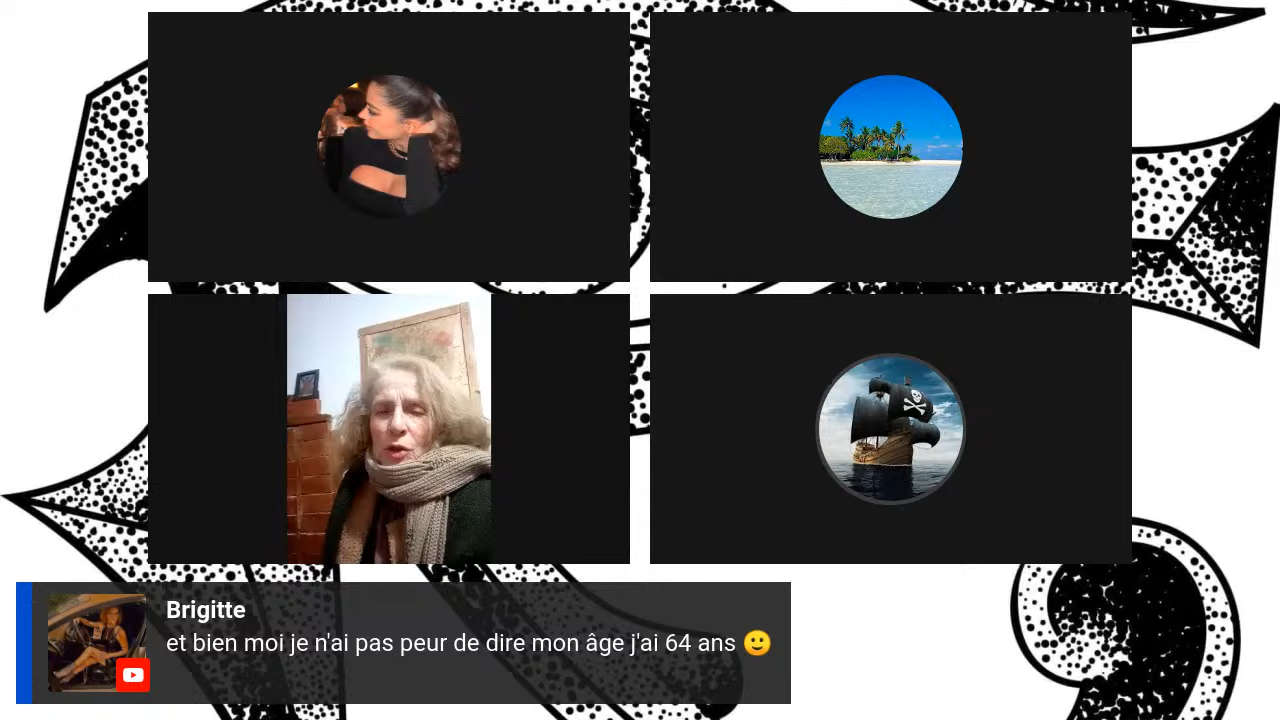 Brigitte
et bien moi je n'ai pas peur de dire mon âge j'ai 64 ans 🙂